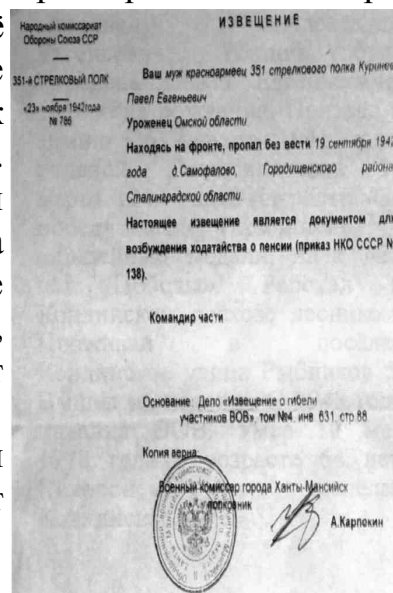 Народный комиссариат
Обороны Союза ССР
351-й СТРЕЛКОВЫЙ ПОЛК
«23» ноября 1942года
№ 786
ИЗВЕЩЕНИЕ
Ваш муж красноармеец 351 стрелкового полка
Павел Евгеньевич
Уроженец Омской области
Находясь на фронте, пропал без вести 19 сентября 1942
года д.Самофалово, Городищенского района
Сталинградской области.
Настоящее извещение является документом для
возбуждения ходатайства о пенсии (приказ НКО СССР №
138).
Командир части
Основание: Дело «Извещение о гибели
участников ВОВ», том №4, инв. 631, стр.88.
Копия верна:
Военный комиссар города Ханты-Мансийск
полковник
А.Карпокин